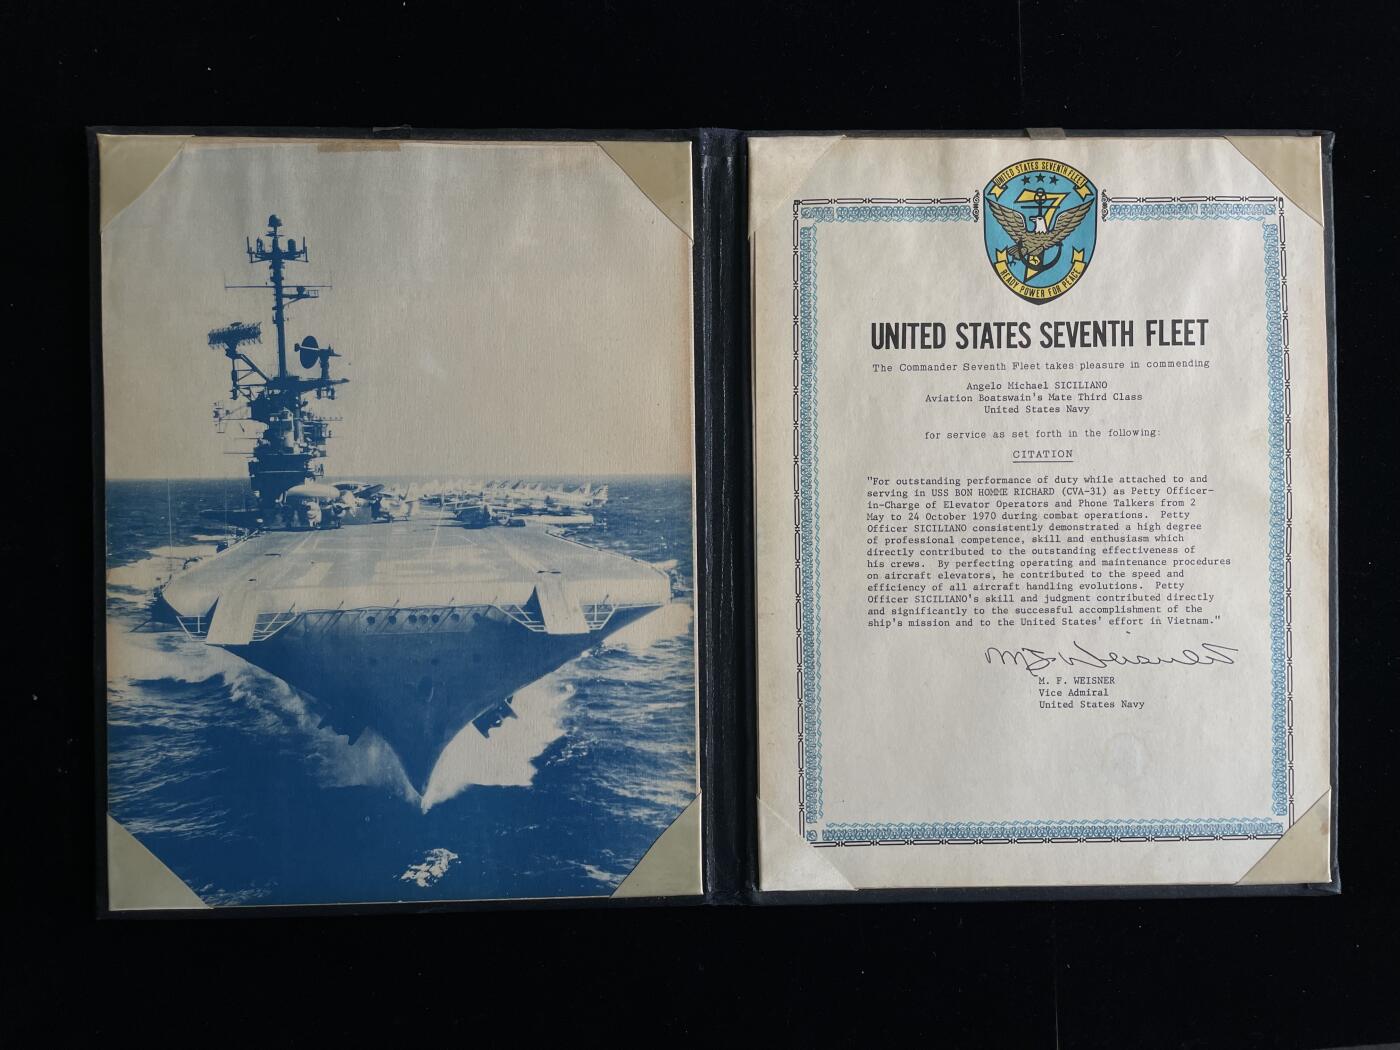 UNITED STATES SEVENTH FLEET
7
READY POWER FOR PEACE
UNITED STATES SEVENTH FLEET
The Commander Seventh Fleet takes pleasure in commending
Angelo Michael SICILIANO
Aviation Boatswain's Mate Third Class
United States Navy
for service as set forth in the following:
CITATION
"For outstanding performance of duty while attached to and
serving in USS BON HOMME RICHARD (CVA-31) as Petty Officer-
in-Charge of Elevator Operators and Phone Talkers from 2
May to 24 October 1970 during combat operations. Petty
Officer SICILIANO consistently demonstrated a high degree
of professional competence, skill and enthusiasm which
directly contributed to the outstanding effectiveness of
his crews. By perfecting operating and maintenance procedures
on aircraft elevators, he contributed to the speed and
efficiency of all aircraft handling evolutions. Petty
Officer SICILIANO's skill and judgment contributed directly
and significantly to the successful accomplishment of the
ship's mission and to the United States' effort in Vietnam."
M F Weisner
M. F. WEISNER
Vice Admiral
United States Navy